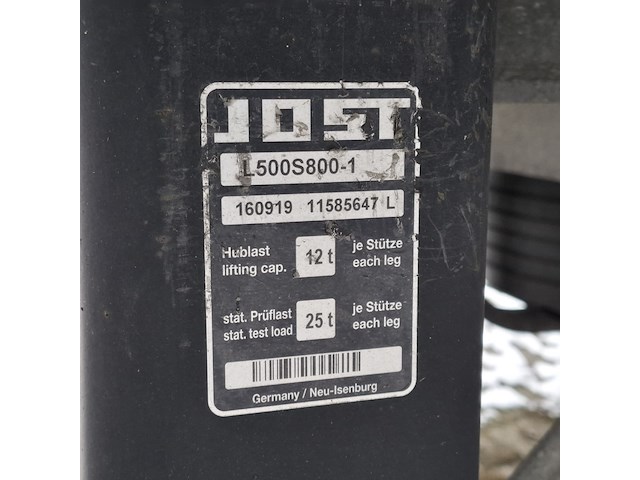 JOST
L500S800-1
160919 11585647 L
Hublast 12 t je Stütze
lifting cap. each leg
stat. Prüflast 25 t je Stütze
stat. test load each leg
Germany / Neu-Isenburg